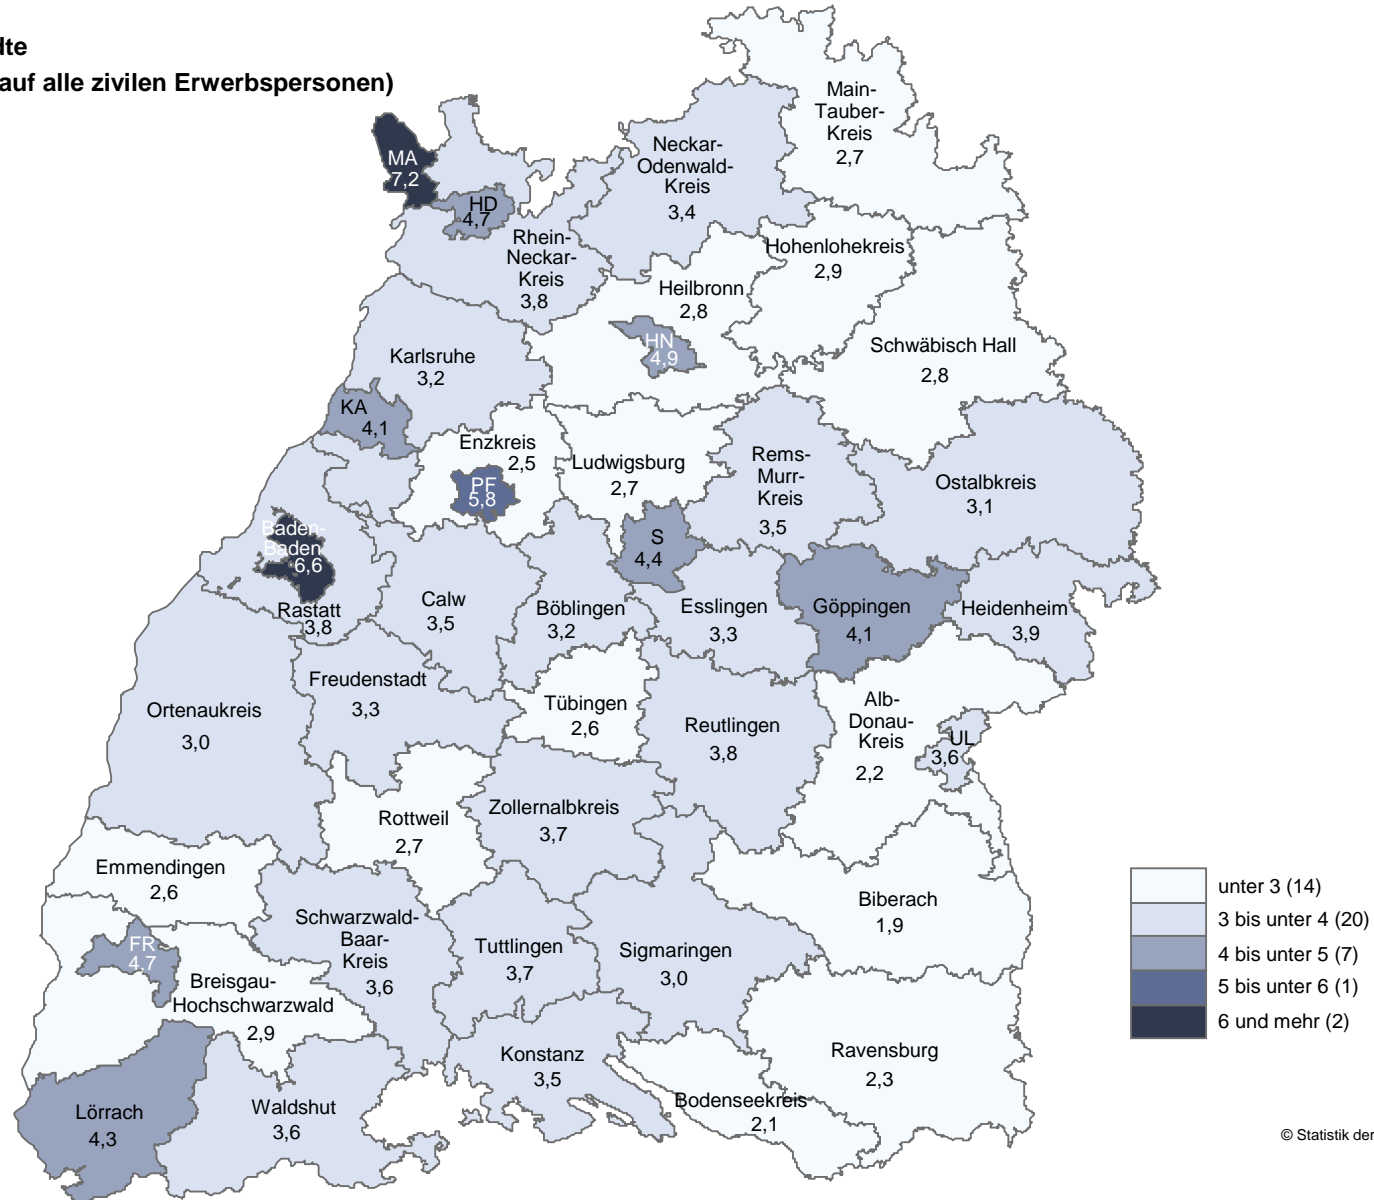 dte
auf alle zivilen Erwerbspersonen)
Main-
Tauber-
Kreis
2,7
MA
7,2
Neckar-
Odenwald-
Kreis
3,4
HD
4,7
Rhein-
Neckar-
Kreis
3,8
Hohenlohekreis
2,9
Heilbronn
2,8
HN
4,9
Schwäbisch Hall
2,8
Karlsruhe
3,2
KA
4,1
Enzkreis
2,5
PF
5,8
Ludwigsburg
2,7
Rems-
Murr-
Kreis
3,5
Ostalbkreis
3,1
Baden-
Baden
6,6
Rastatt
3,8
Calw
3,5
Böblingen
3,2
S
4,4
Esslingen
3,3
Göppingen
4,1
Heidenheim
3,9
Ortenaukreis
3,0
Freudenstadt
3,3
Tübingen
2,6
Reutlingen
3,8
Alb-
Donau-
Kreis
2,2
UL
3,6
Rottweil
2,7
Zollernalbkreis
3,7
Emmendingen
2,6
Schwarzwald-
Baar-
Kreis
3,6
Tuttlingen
3,7
Sigmaringen
3,0
Biberach
1,9
FR
4,7
Breisgau-
Hochschwarzwald
2,9
Lörrach
4,3
Waldshut
3,6
Konstanz
3,5
Bodenseekreis
2,1
Ravensburg
2,3
unter 3 (14)
3 bis unter 4 (20)
4 bis unter 5 (7)
5 bis unter 6 (1)
6 und mehr (2)
© Statistik der